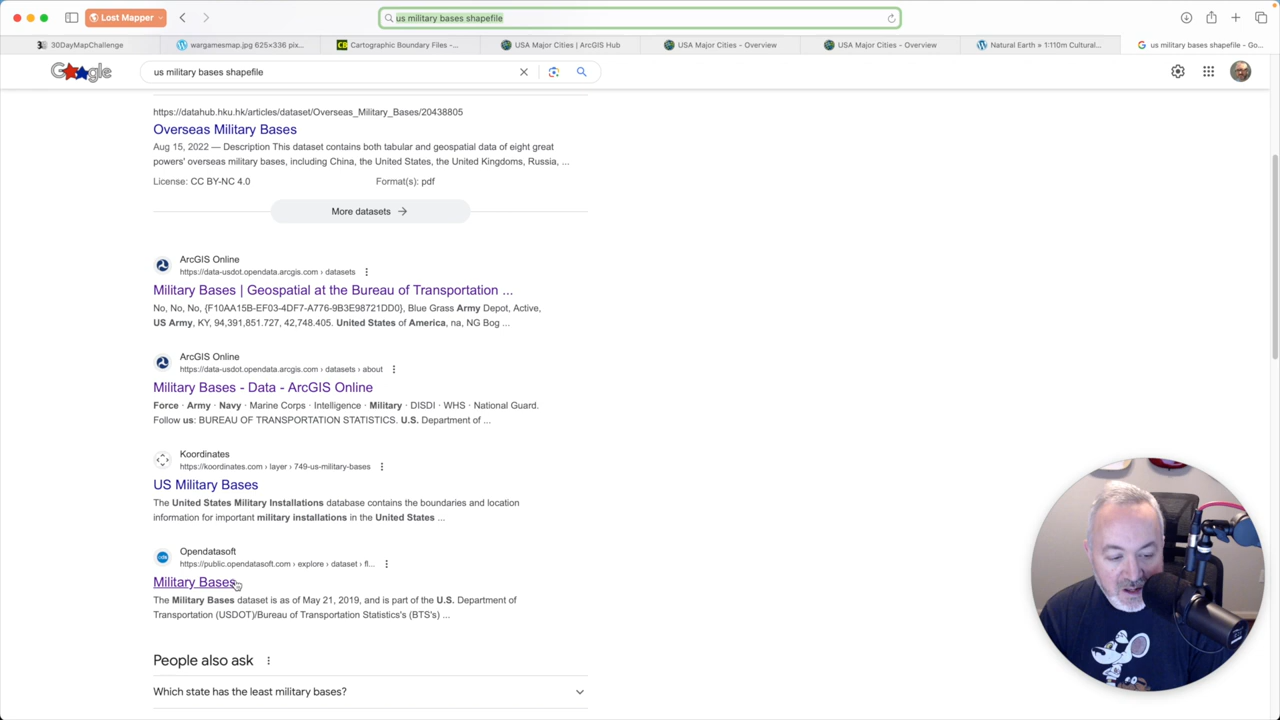 Lost Mapper
us military bases shapefile
30DayMapChallenge
wargamesmap.jpg 625×336 pix...
Cartographic Boundary Files -...
USA Major Cities | ArcGIS Hub
USA Major Cities - Overview
USA Major Cities - Overview
Natural Earth » 1:110m Cultural...
us military bases shapefile - Go...
Google
us military bases shapefile
https://datahub.hku.hk/articles/dataset/Overseas_Military_Bases/20438805
Overseas Military Bases
Aug 15, 2022 — Description This dataset contains both tabular and geospatial data of eight great
powers' overseas military bases, including China, the United States, the United Kingdoms, Russia, ...
License: CC BY-NC 4.0 Format(s): pdf
More datasets
ArcGIS Online
https://data-usdot.opendata.arcgis.com › datasets
Military Bases | Geospatial at the Bureau of Transportation ...
No, No, No, {F10AA15B-EF03-4DF7-A776-9B3E98721DD0}, Blue Grass Army Depot, Active,
US Army, KY, 94,391,851.727, 42,748.405. United States of America, na, NG Bog ...
ArcGIS Online
https://data-usdot.opendata.arcgis.com › datasets › about
Military Bases - Data - ArcGIS Online
Force · Army · Navy · Marine Corps · Intelligence · Military · DISDI · WHS · National Guard.
Follow us: BUREAU OF TRANSPORTATION STATISTICS. U.S. Department of ...
Koordinates
https://koordinates.com › layer › 749-us-military-bases
US Military Bases
The United States Military Installations database contains the boundaries and location
information for important military installations in the United States ...
Opendatasoft
https://public.opendatasoft.com › explore › dataset › fl...
Military Bases
The Military Bases dataset is as of May 21, 2019, and is part of the U.S. Department of
Transportation (USDOT)/Bureau of Transportation Statistics's (BTS's) ...
People also ask
Which state has the least military bases?